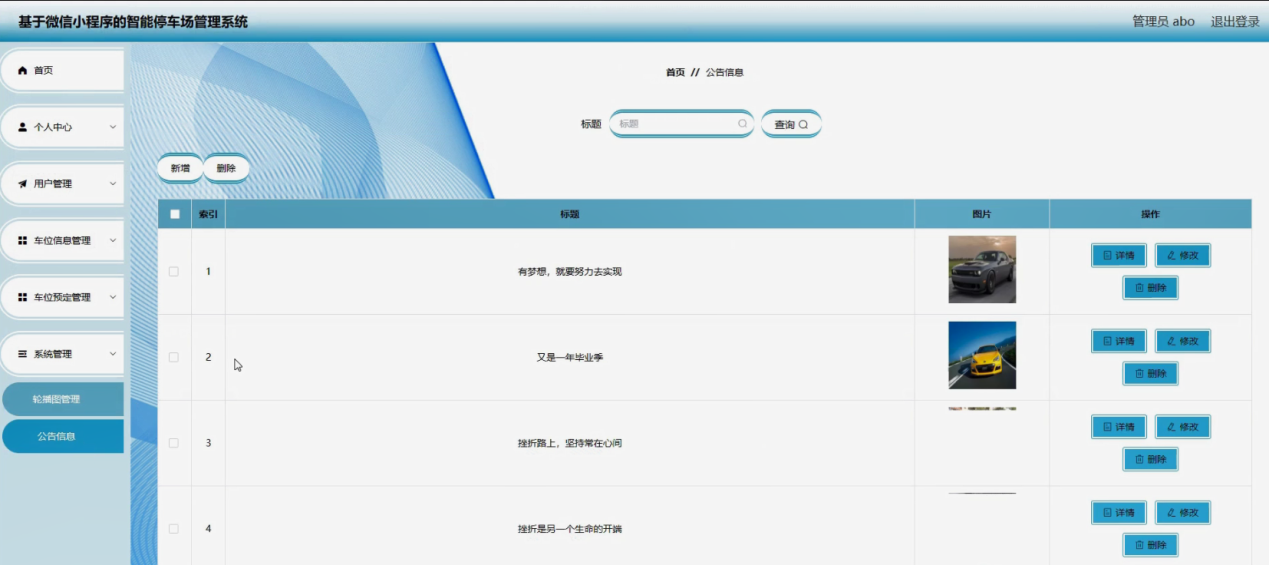 基于微信小程序的智能停车场管理系统
管理员 abo 退出登录
首页
个人中心
用户管理
车位信息管理
车位预定管理
系统管理
轮播图管理
公告信息
首页 // 公告信息
标题 标题 查询
新增 删除
索引 标题 图片 操作
1 有梦想，就要努力去实现 详情 修改
删除
2 又是一年毕业季 详情 修改
删除
3 挫折路上，坚持常在心间 详情 修改
删除
4 挫折是另一个生命的开端 详情 修改
删除